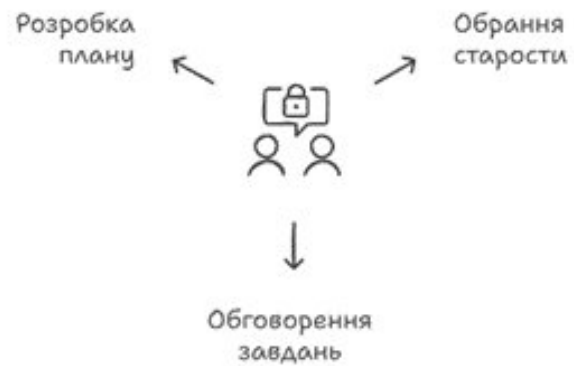 Розробка
плану
Обрання
старости
Обговорення
завдань